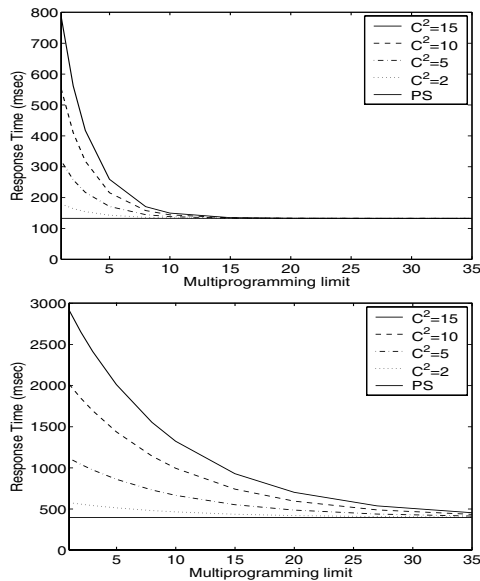 800
700
600
500
400
300
200
100
0
Response Time (msec)
5 10 15 20 25 30 35
Multiprogramming limit
C²=15
C²=10
C²=5
C²=2
PS
3000
2500
2000
1500
1000
500
0
Response Time (msec)
5 10 15 20 25 30 35
Multiprogramming limit
C²=15
C²=10
C²=5
C²=2
PS